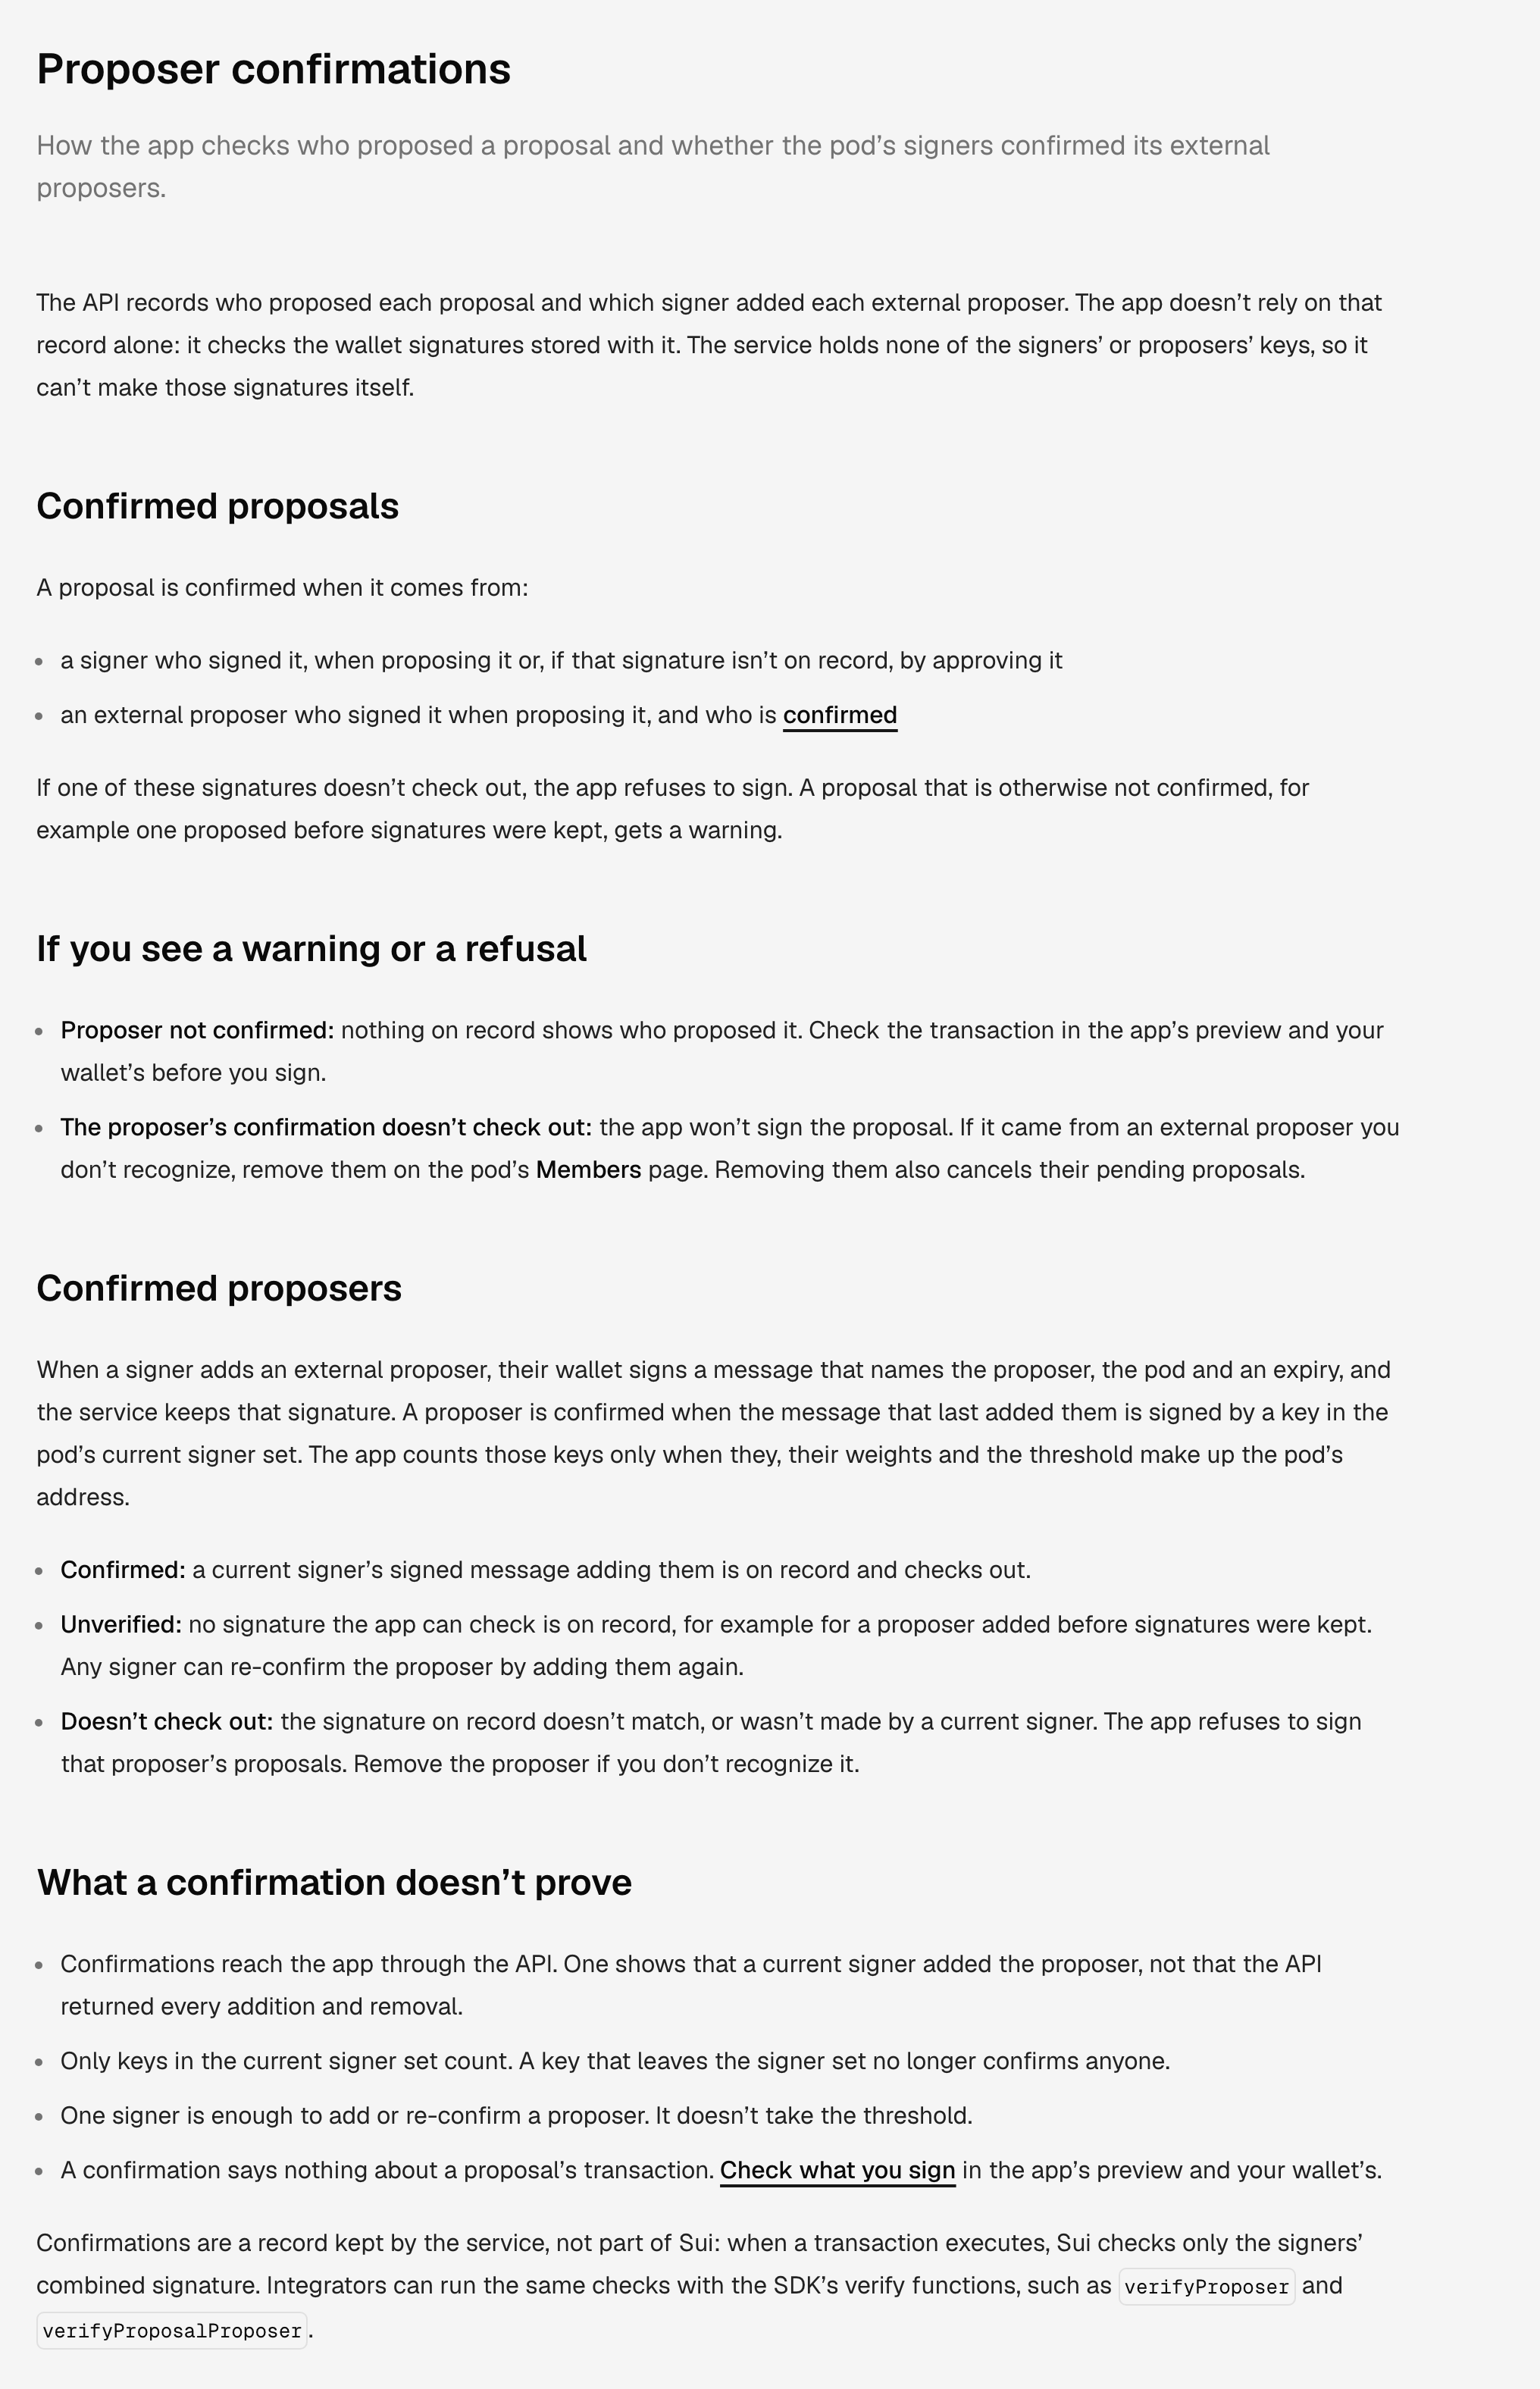 Proposer confirmations
How the app checks who proposed a proposal and whether the pod’s signers confirmed its external
proposers.
The API records who proposed each proposal and which signer added each external proposer. The app doesn’t rely on that
record alone: it checks the wallet signatures stored with it. The service holds none of the signers’ or proposers’ keys, so it
can’t make those signatures itself.
Confirmed proposals
A proposal is confirmed when it comes from:
• a signer who signed it, when proposing it or, if that signature isn’t on record, by approving it
• an external proposer who signed it when proposing it, and who is confirmed
If one of these signatures doesn’t check out, the app refuses to sign. A proposal that is otherwise not confirmed, for
example one proposed before signatures were kept, gets a warning.
If you see a warning or a refusal
• Proposer not confirmed: nothing on record shows who proposed it. Check the transaction in the app’s preview and your
wallet’s before you sign.
• The proposer’s confirmation doesn’t check out: the app won’t sign the proposal. If it came from an external proposer you
don’t recognize, remove them on the pod’s Members page. Removing them also cancels their pending proposals.
Confirmed proposers
When a signer adds an external proposer, their wallet signs a message that names the proposer, the pod and an expiry, and
the service keeps that signature. A proposer is confirmed when the message that last added them is signed by a key in the
pod’s current signer set. The app counts those keys only when they, their weights and the threshold make up the pod’s
address.
• Confirmed: a current signer’s signed message adding them is on record and checks out.
• Unverified: no signature the app can check is on record, for example for a proposer added before signatures were kept.
Any signer can re-confirm the proposer by adding them again.
• Doesn’t check out: the signature on record doesn’t match, or wasn’t made by a current signer. The app refuses to sign
that proposer’s proposals. Remove the proposer if you don’t recognize it.
What a confirmation doesn’t prove
• Confirmations reach the app through the API. One shows that a current signer added the proposer, not that the API
returned every addition and removal.
• Only keys in the current signer set count. A key that leaves the signer set no longer confirms anyone.
• One signer is enough to add or re-confirm a proposer. It doesn’t take the threshold.
• A confirmation says nothing about a proposal’s transaction. Check what you sign in the app’s preview and your wallet’s.
Confirmations are a record kept by the service, not part of Sui: when a transaction executes, Sui checks only the signers’
combined signature. Integrators can run the same checks with the SDK’s verify functions, such as verifyProposer and
verifyProposalProposer.